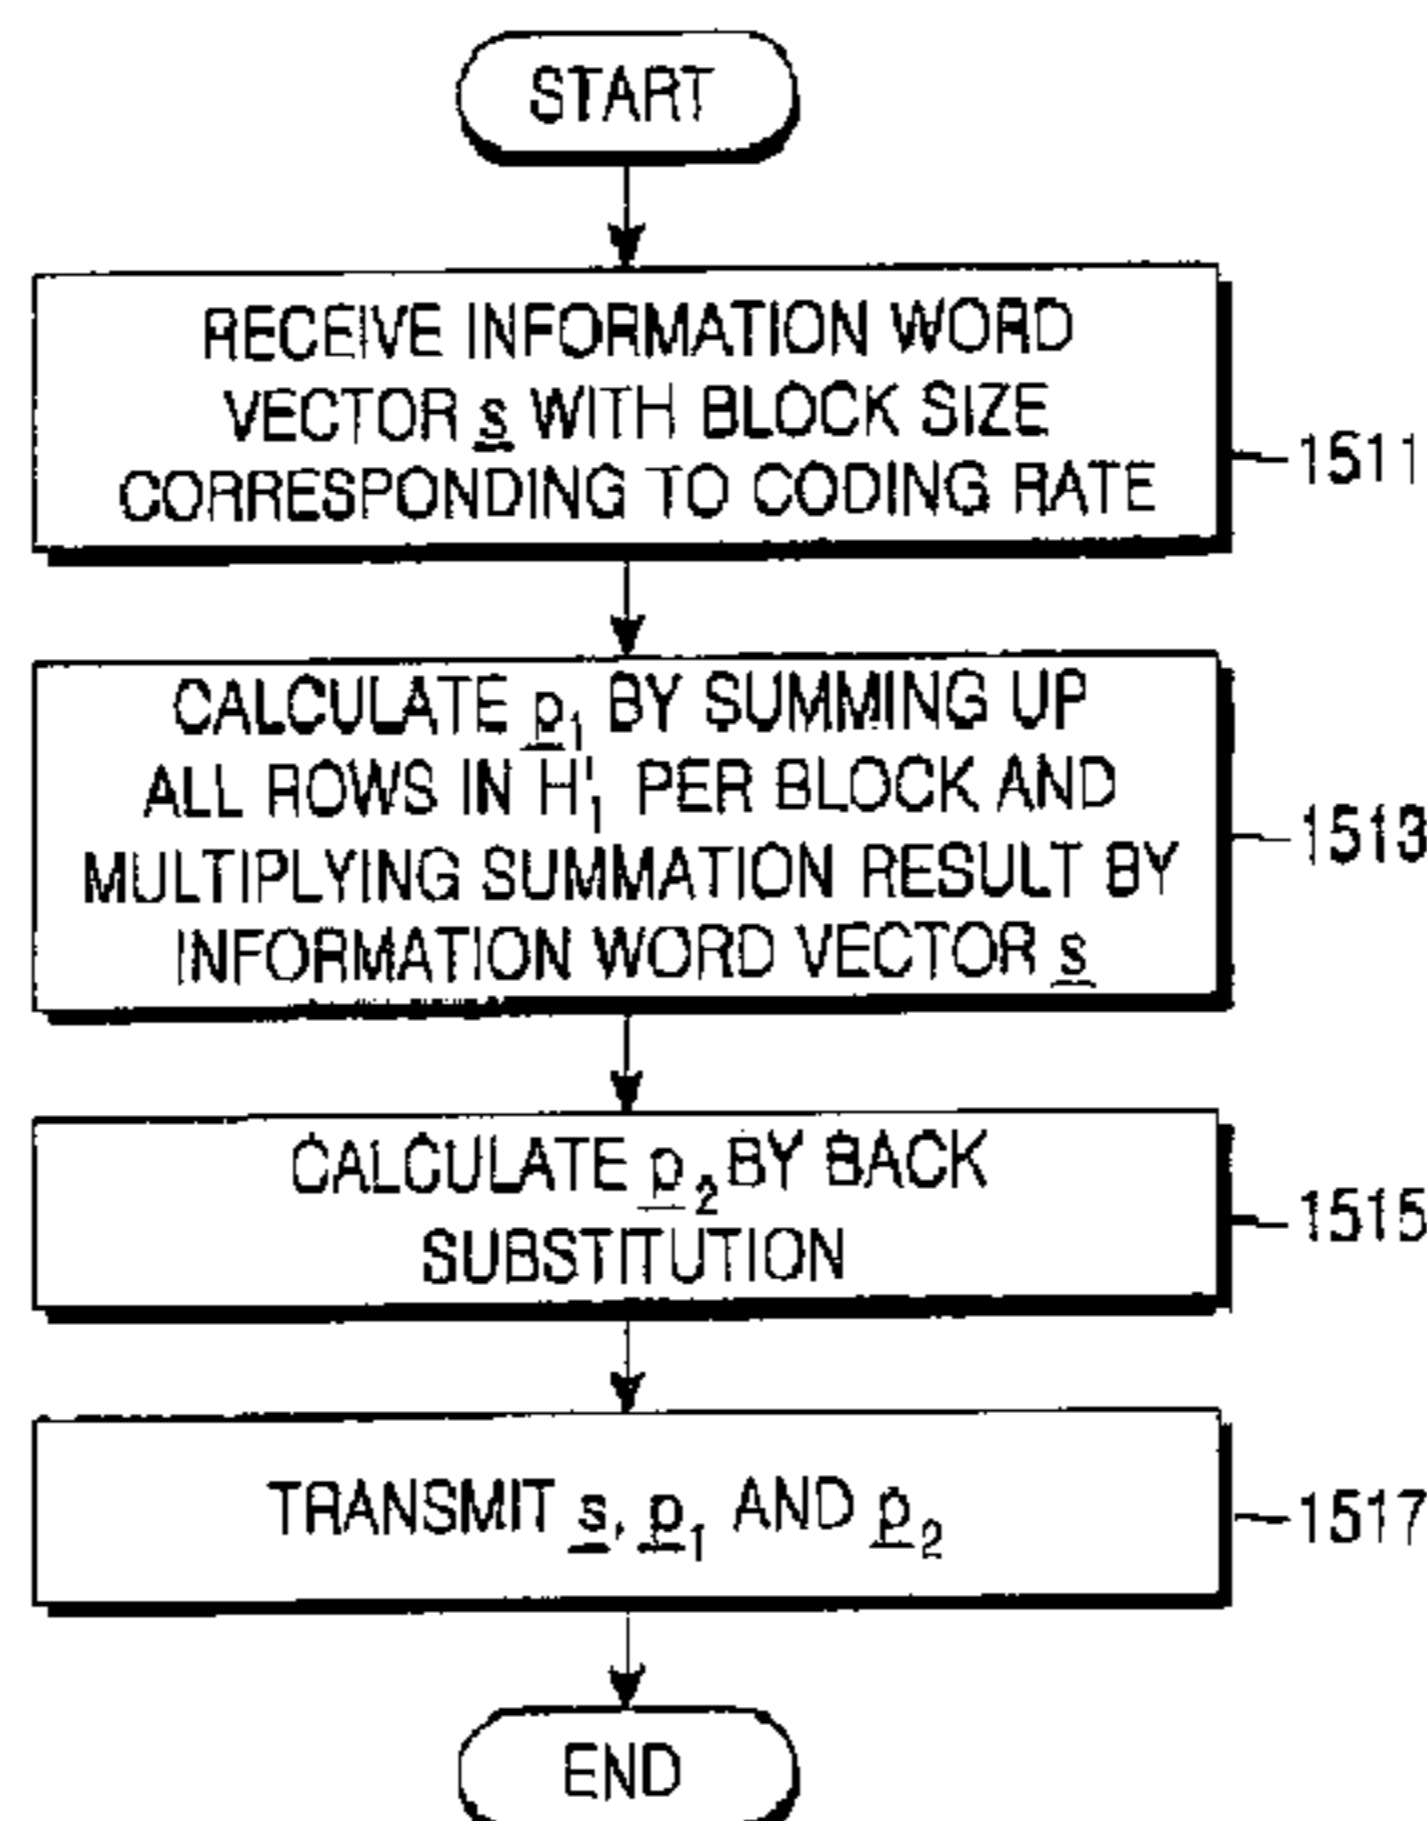 START
RECEIVE INFORMATION WORD
VECTOR s WITH BLOCK SIZE
CORRESPONDING TO CODING RATE
1511
CALCULATE p1 BY SUMMING UP
ALL ROWS IN H'1 PER BLOCK AND
MULTIPLYING SUMMATION RESULT BY
INFORMATION WORD VECTOR s
1513
CALCULATE p2 BY BACK
SUBSTITUTION
1515
TRANSMIT s, p1 AND p2
1517
END